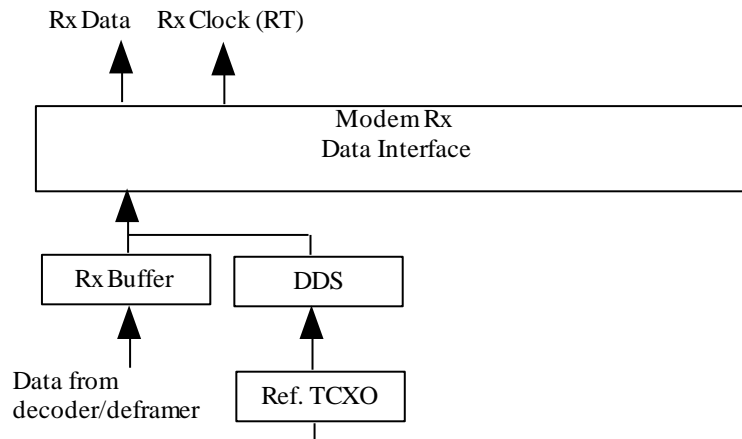 Rx Data Rx Clock (RT)
Modem Rx
Data Interface
Rx Buffer DDS
Data from
decoder/deframer
Ref. TCXO